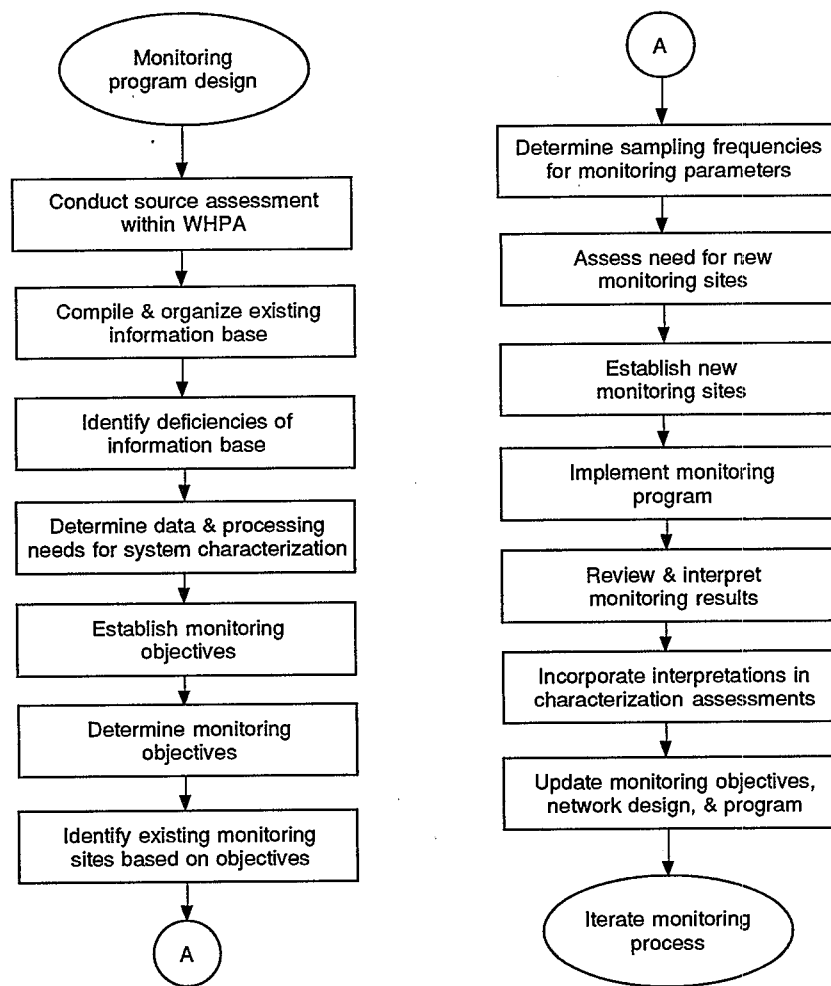 Monitoring
program design
Conduct source assessment
within WHPA
Compile & organize existing
information base
Identify deficiencies of
information base
Determine data & processing
needs for system characterization
Establish monitoring
objectives
Determine monitoring
objectives
Identify existing monitoring
sites based on objectives
A
A
Determine sampling frequencies
for monitoring parameters
Assess need for new
monitoring sites
Establish new
monitoring sites
Implement monitoring
program
Review & interpret
monitoring results
Incorporate interpretations in
characterization assessments
Update monitoring objectives,
network design, & program
Iterate monitoring
process